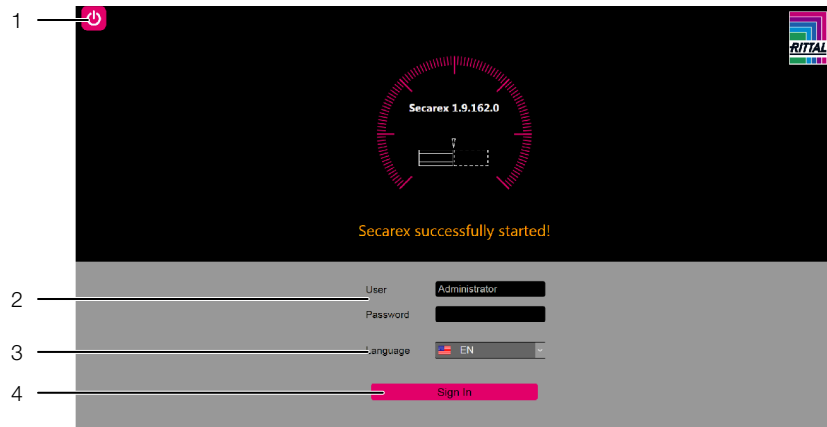 1
RITTAL
Secarex 1.9.162.0
Secarex successfully started!
2
User Administrator
Password
3
Language EN
4
Sign In